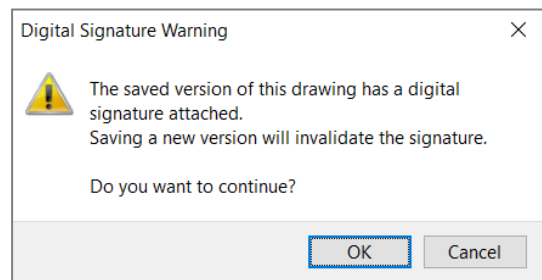 Digital Signature Warning
The saved version of this drawing has a digital
signature attached.
Saving a new version will invalidate the signature.
Do you want to continue?
OK Cancel